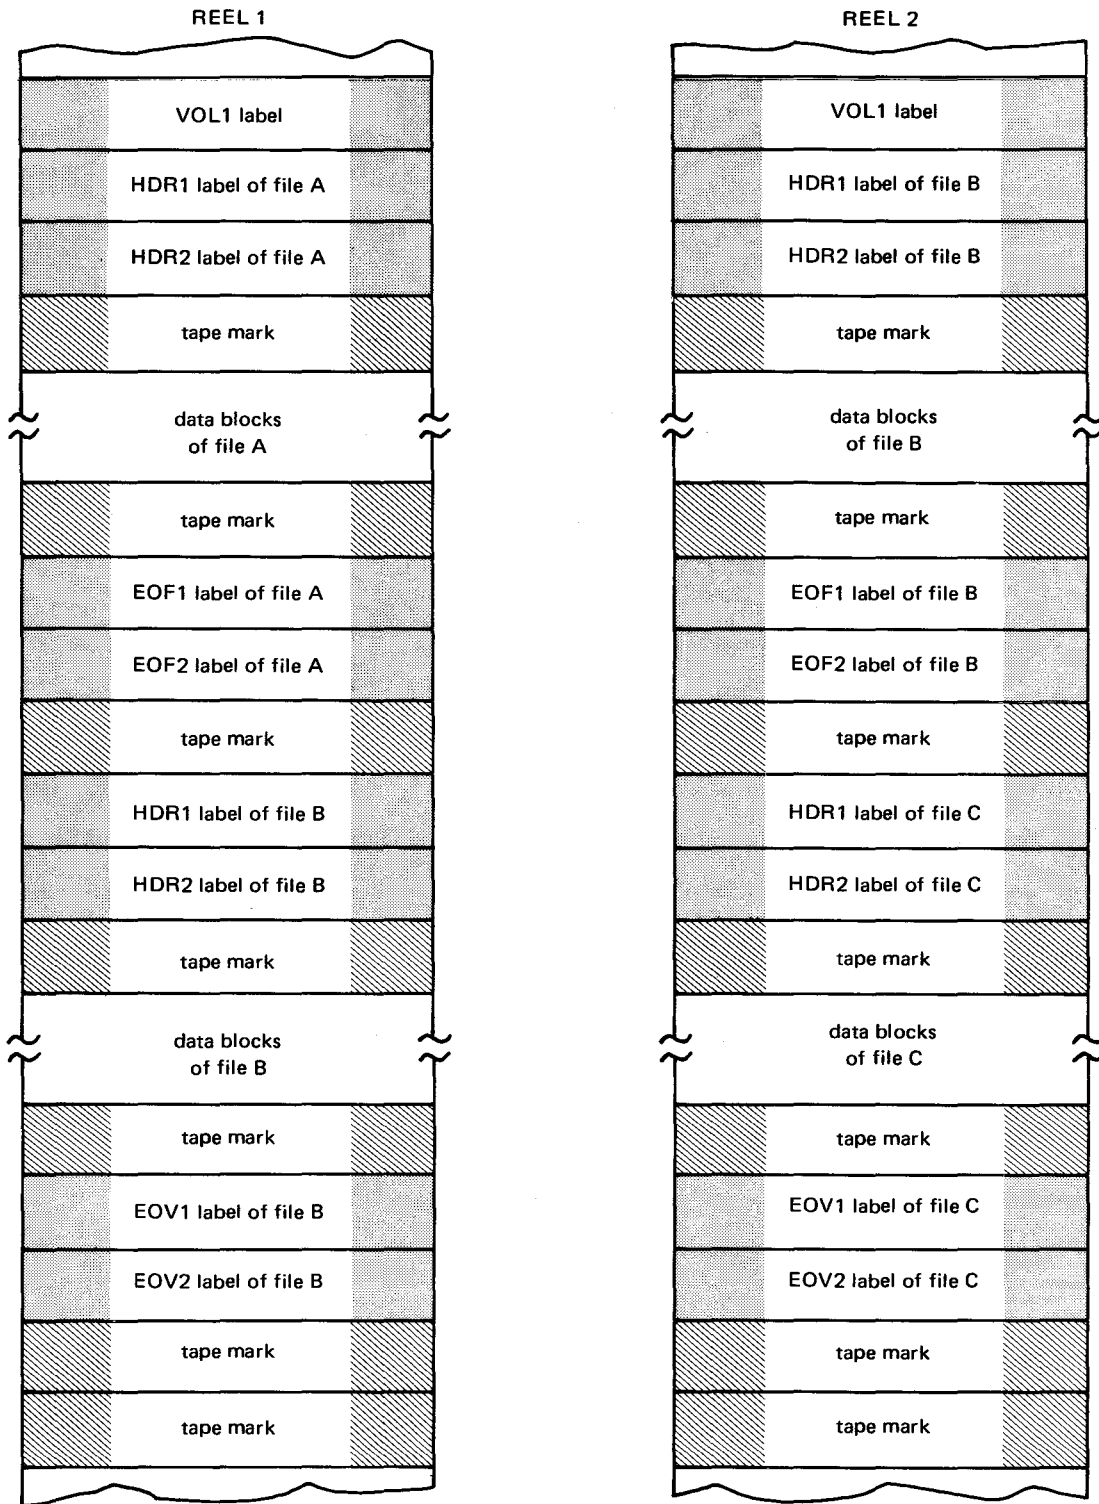 REEL 1
VOL1 label
HDR1 label of file A
HDR2 label of file A
tape mark
data blocks
of file A
tape mark
EOF1 label of file A
EOF2 label of file A
tape mark
HDR1 label of file B
HDR2 label of file B
tape mark
data blocks
of file B
tape mark
EOV1 label of file B
EOV2 label of file B
tape mark
tape mark
REEL 2
VOL1 label
HDR1 label of file B
HDR2 label of file B
tape mark
data blocks
of file B
tape mark
EOF1 label of file B
EOF2 label of file B
tape mark
HDR1 label of file C
HDR2 label of file C
tape mark
data blocks
of file C
tape mark
EOV1 label of file C
EOV2 label of file C
tape mark
tape mark